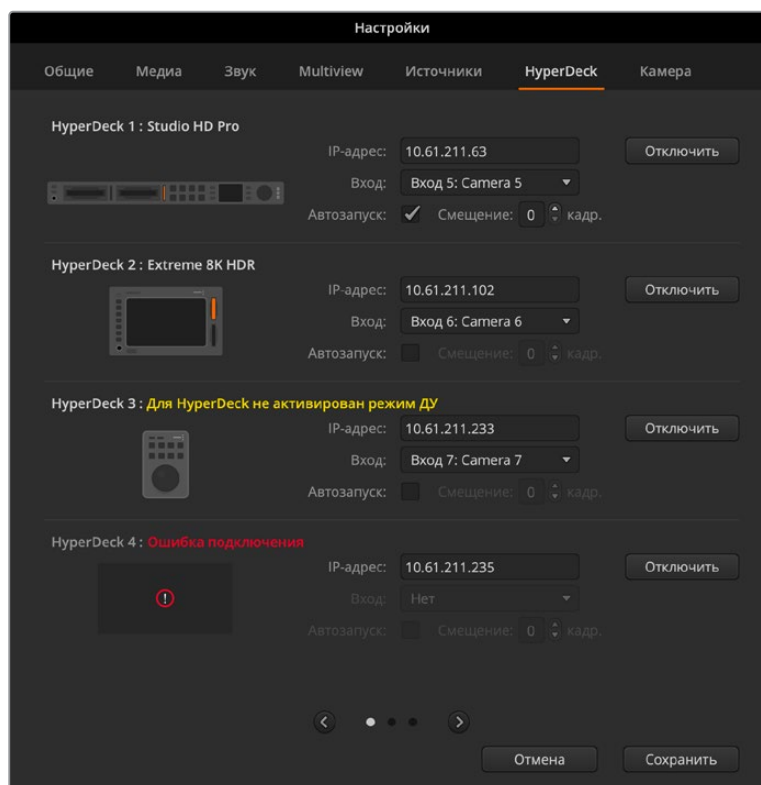 Настройки
Общие Медиа Звук Multiview Источники HyperDeck Камера
HyperDeck 1 : Studio HD Pro
IP-адрес: 10.61.211.63 Отключить
Вход: Вход 5: Camera 5
Автозапуск: Смещение: 0 кадр.
HyperDeck 2 : Extreme 8K HDR
IP-адрес: 10.61.211.102 Отключить
Вход: Вход 6: Camera 6
Автозапуск: Смещение: 0 кадр.
HyperDeck 3 : Для HyperDeck не активирован режим ДУ
IP-адрес: 10.61.211.233 Отключить
Вход: Вход 7: Camera 7
Автозапуск: Смещение: 0 кадр.
HyperDeck 4 : Ошибка подключения
IP-адрес: 10.61.211.235 Отключить
Вход: Нет
Автозапуск: Смещение: 0 кадр.
Отмена Сохранить